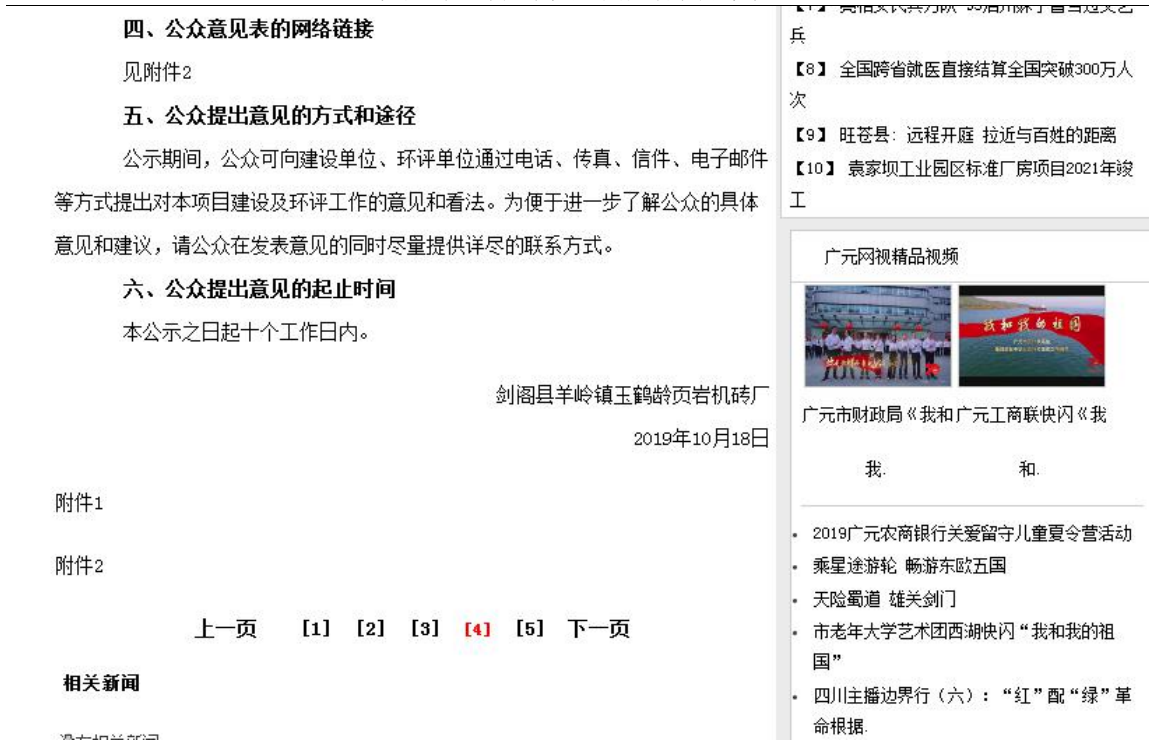 四、公众意见表的网络链接
见附件2
五、公众提出意见的方式和途径
公示期间，公众可向建设单位、环评单位通过电话、传真、信件、电子邮件
等方式提出对本项目建设及环评工作的意见和看法。为便于进一步了解公众的具体
意见和建议，请公众在发表意见的同时尽量提供详尽的联系方式。
六、公众提出意见的起止时间
本公示之日起十个工作日内。
剑阁县羊岭镇玉鹤龄页岩机砖厂
2019年10月18日
附件1
附件2
上一页 [1] [2] [3] [4] [5] 下一页
相关新闻
没有相关新闻
兵
【8】 全国跨省就医直接结算全国突破300万人
次
【9】 旺苍县：远程开庭 拉近与百姓的距离
【10】 袁家坝工业园区标准厂房项目2021年竣
工
广元网视精品视频
我和我的祖国
广元市财政局《我和
我.
广元工商联快闪《我
和.
2019广元农商银行关爱留守儿童夏令营活动
乘星途游轮 畅游东欧五国
天险蜀道 雄关剑门
市老年大学艺术团西湖快闪“我和我的祖
国”
四川主播边界行（六）：“红”配“绿”革
命根据.